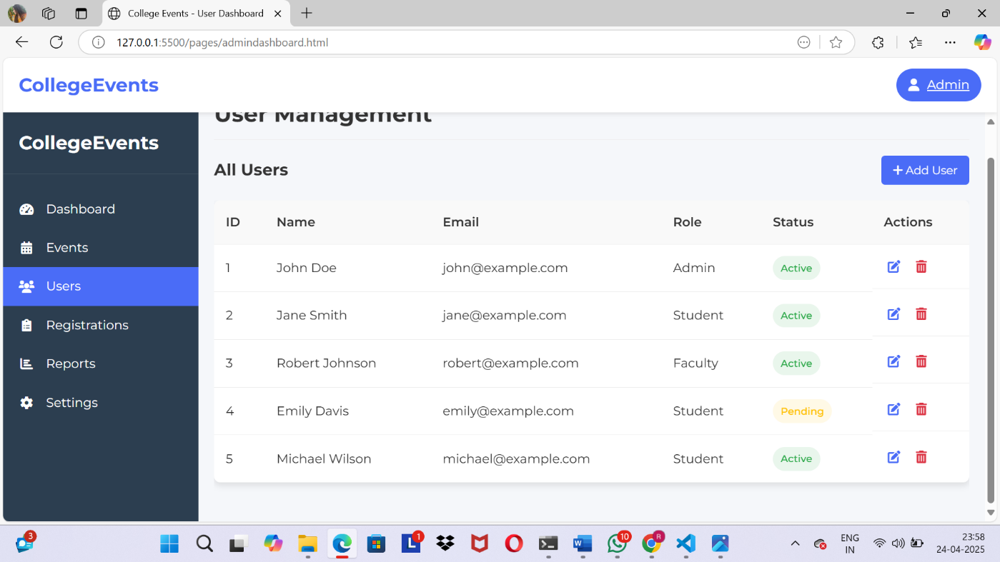 College Events - User Dashboard
127.0.0.1:5500/pages/admindashboard.html
CollegeEvents
Admin
CollegeEvents
Dashboard
Events
Users
Registrations
Reports
Settings
User Management
All Users
+ Add User
ID Name Email Role Status Actions
1 John Doe john@example.com Admin Active
2 Jane Smith jane@example.com Student Active
3 Robert Johnson robert@example.com Faculty Active
4 Emily Davis emily@example.com Student Pending
5 Michael Wilson michael@example.com Student Active
3
L 1
W
10
R
ENG
IN
23:58
24-04-2025